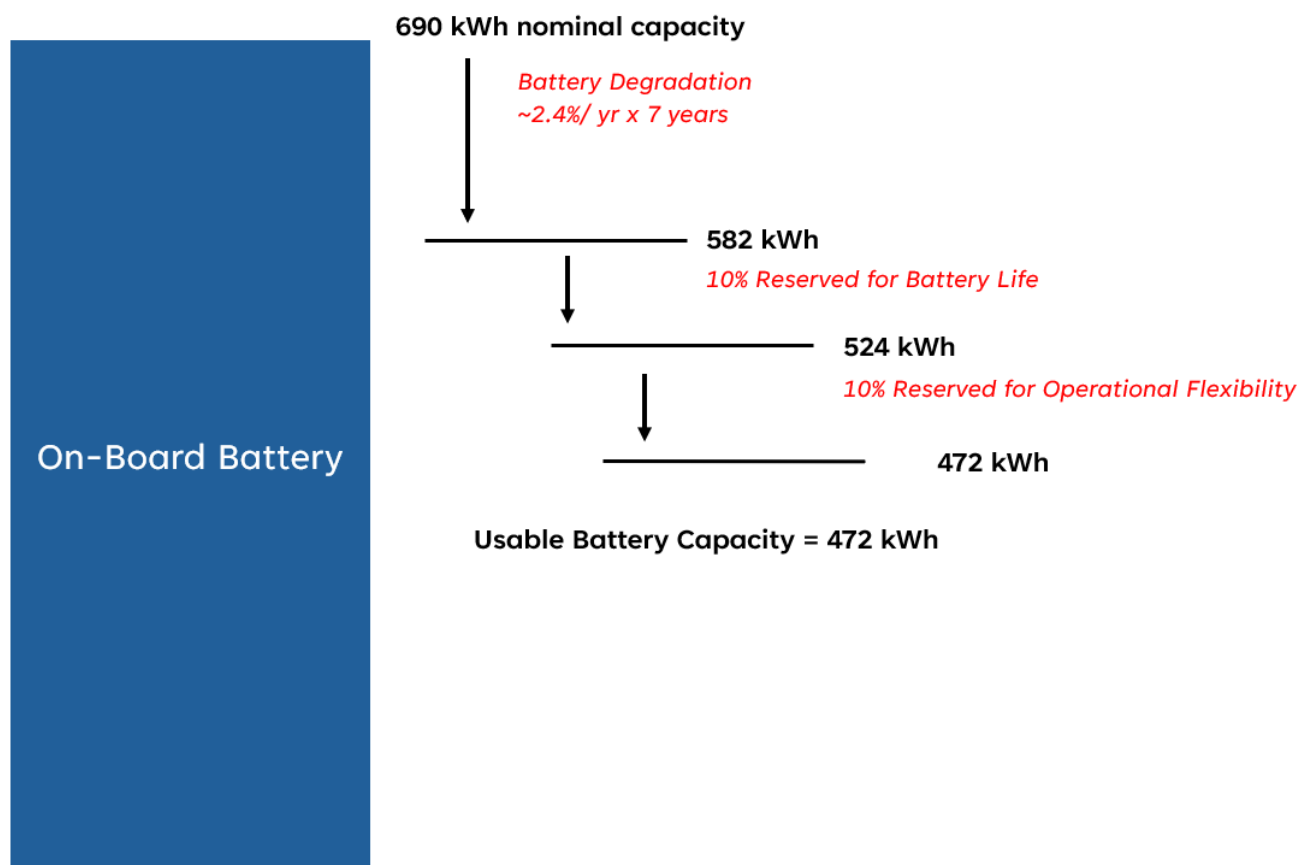 690 kWh nominal capacity
Battery Degradation
~2.4%/ yr x 7 years
582 kWh
10% Reserved for Battery Life
524 kWh
10% Reserved for Operational Flexibility
On-Board Battery
472 kWh
Usable Battery Capacity = 472 kWh